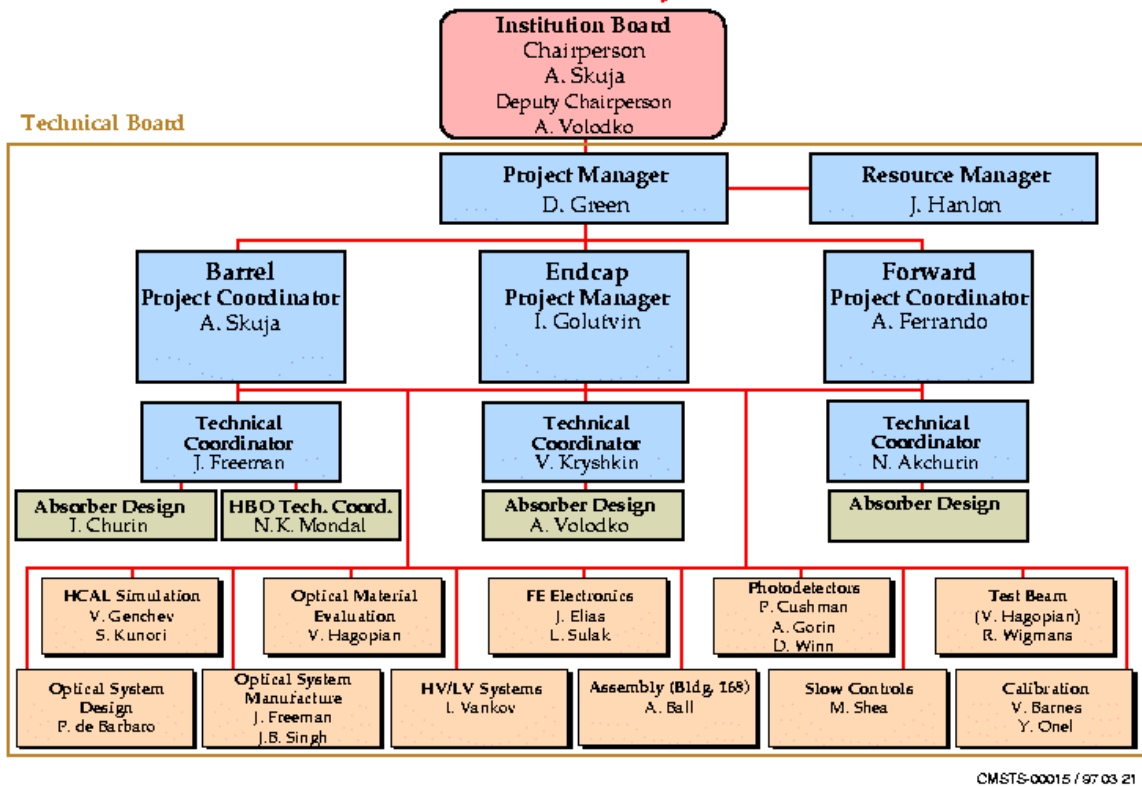 Institution Board
Chairperson
A. Skuja
Deputy Chairperson
A. Volodko
Technical Board
Project Manager
D. Green
Resource Manager
J. Hanlon
Barrel
Project Coordinator
A. Skuja
Endcap
Project Manager
I. Golutvin
Forward
Project Coordinator
A. Ferrando
Technical
Coordinator
J. Freeman
Technical
Coordinator
V. Kryshkin
Technical
Coordinator
N. Akchurin
Absorber Design
I. Churin
HBO Tech. Coord.
N.K. Mondal
Absorber Design
A. Volodko
Absorber Design
HCAL Simulation
V. Genchev
S. Kunori
Optical Material
Evaluation
V. Hagopian
FE Electronics
J. Elias
L. Sulak
Photodetectors
P. Cushman
A. Gorin
D. Winn
Test Beam
(V. Hagopian)
R. Wigmans
Optical System
Design
P. de Barbaro
Optical System
Manufacture
J. Freeman
J.B. Singh
HV/LV Systems
I. Vankov
Assembly (Bldg. 168)
A. Ball
Slow Controls
M. Shea
Calibration
V. Barnes
Y. Onel
CMSTS-00015 / 97 03 21